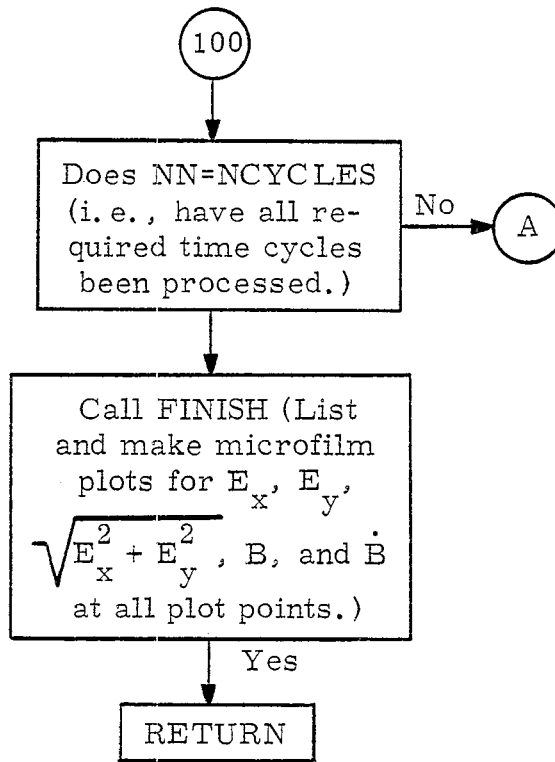 100
Does NN=NCYCLES
(i.e., have all re-
quired time cycles
been processed.)
No
A
Call FINISH (List
and make microfilm
plots for E_x, E_y,
√(E_x^2 + E_y^2), B, and Ḃ
at all plot points.)
Yes
RETURN